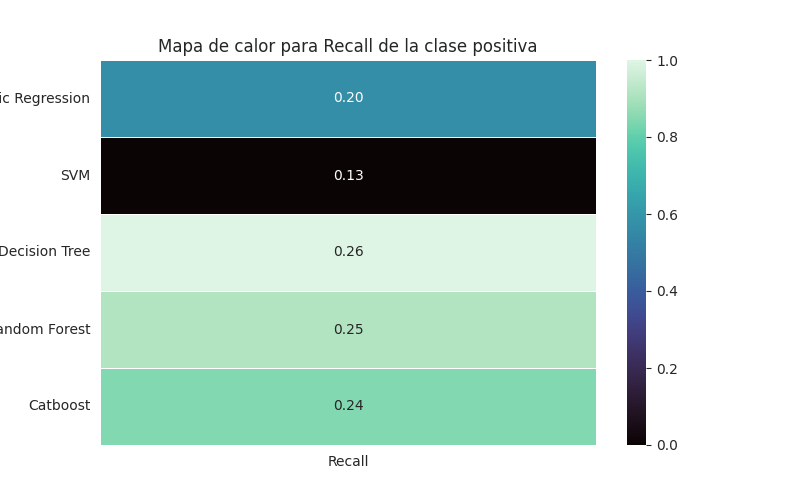 Mapa de calor para Recall de la clase positiva
ic Regression
0.20
SVM
0.13
Decision Tree
0.26
andom Forest
0.25
Catboost
0.24
Recall
1.0
0.8
0.6
0.4
0.2
0.0